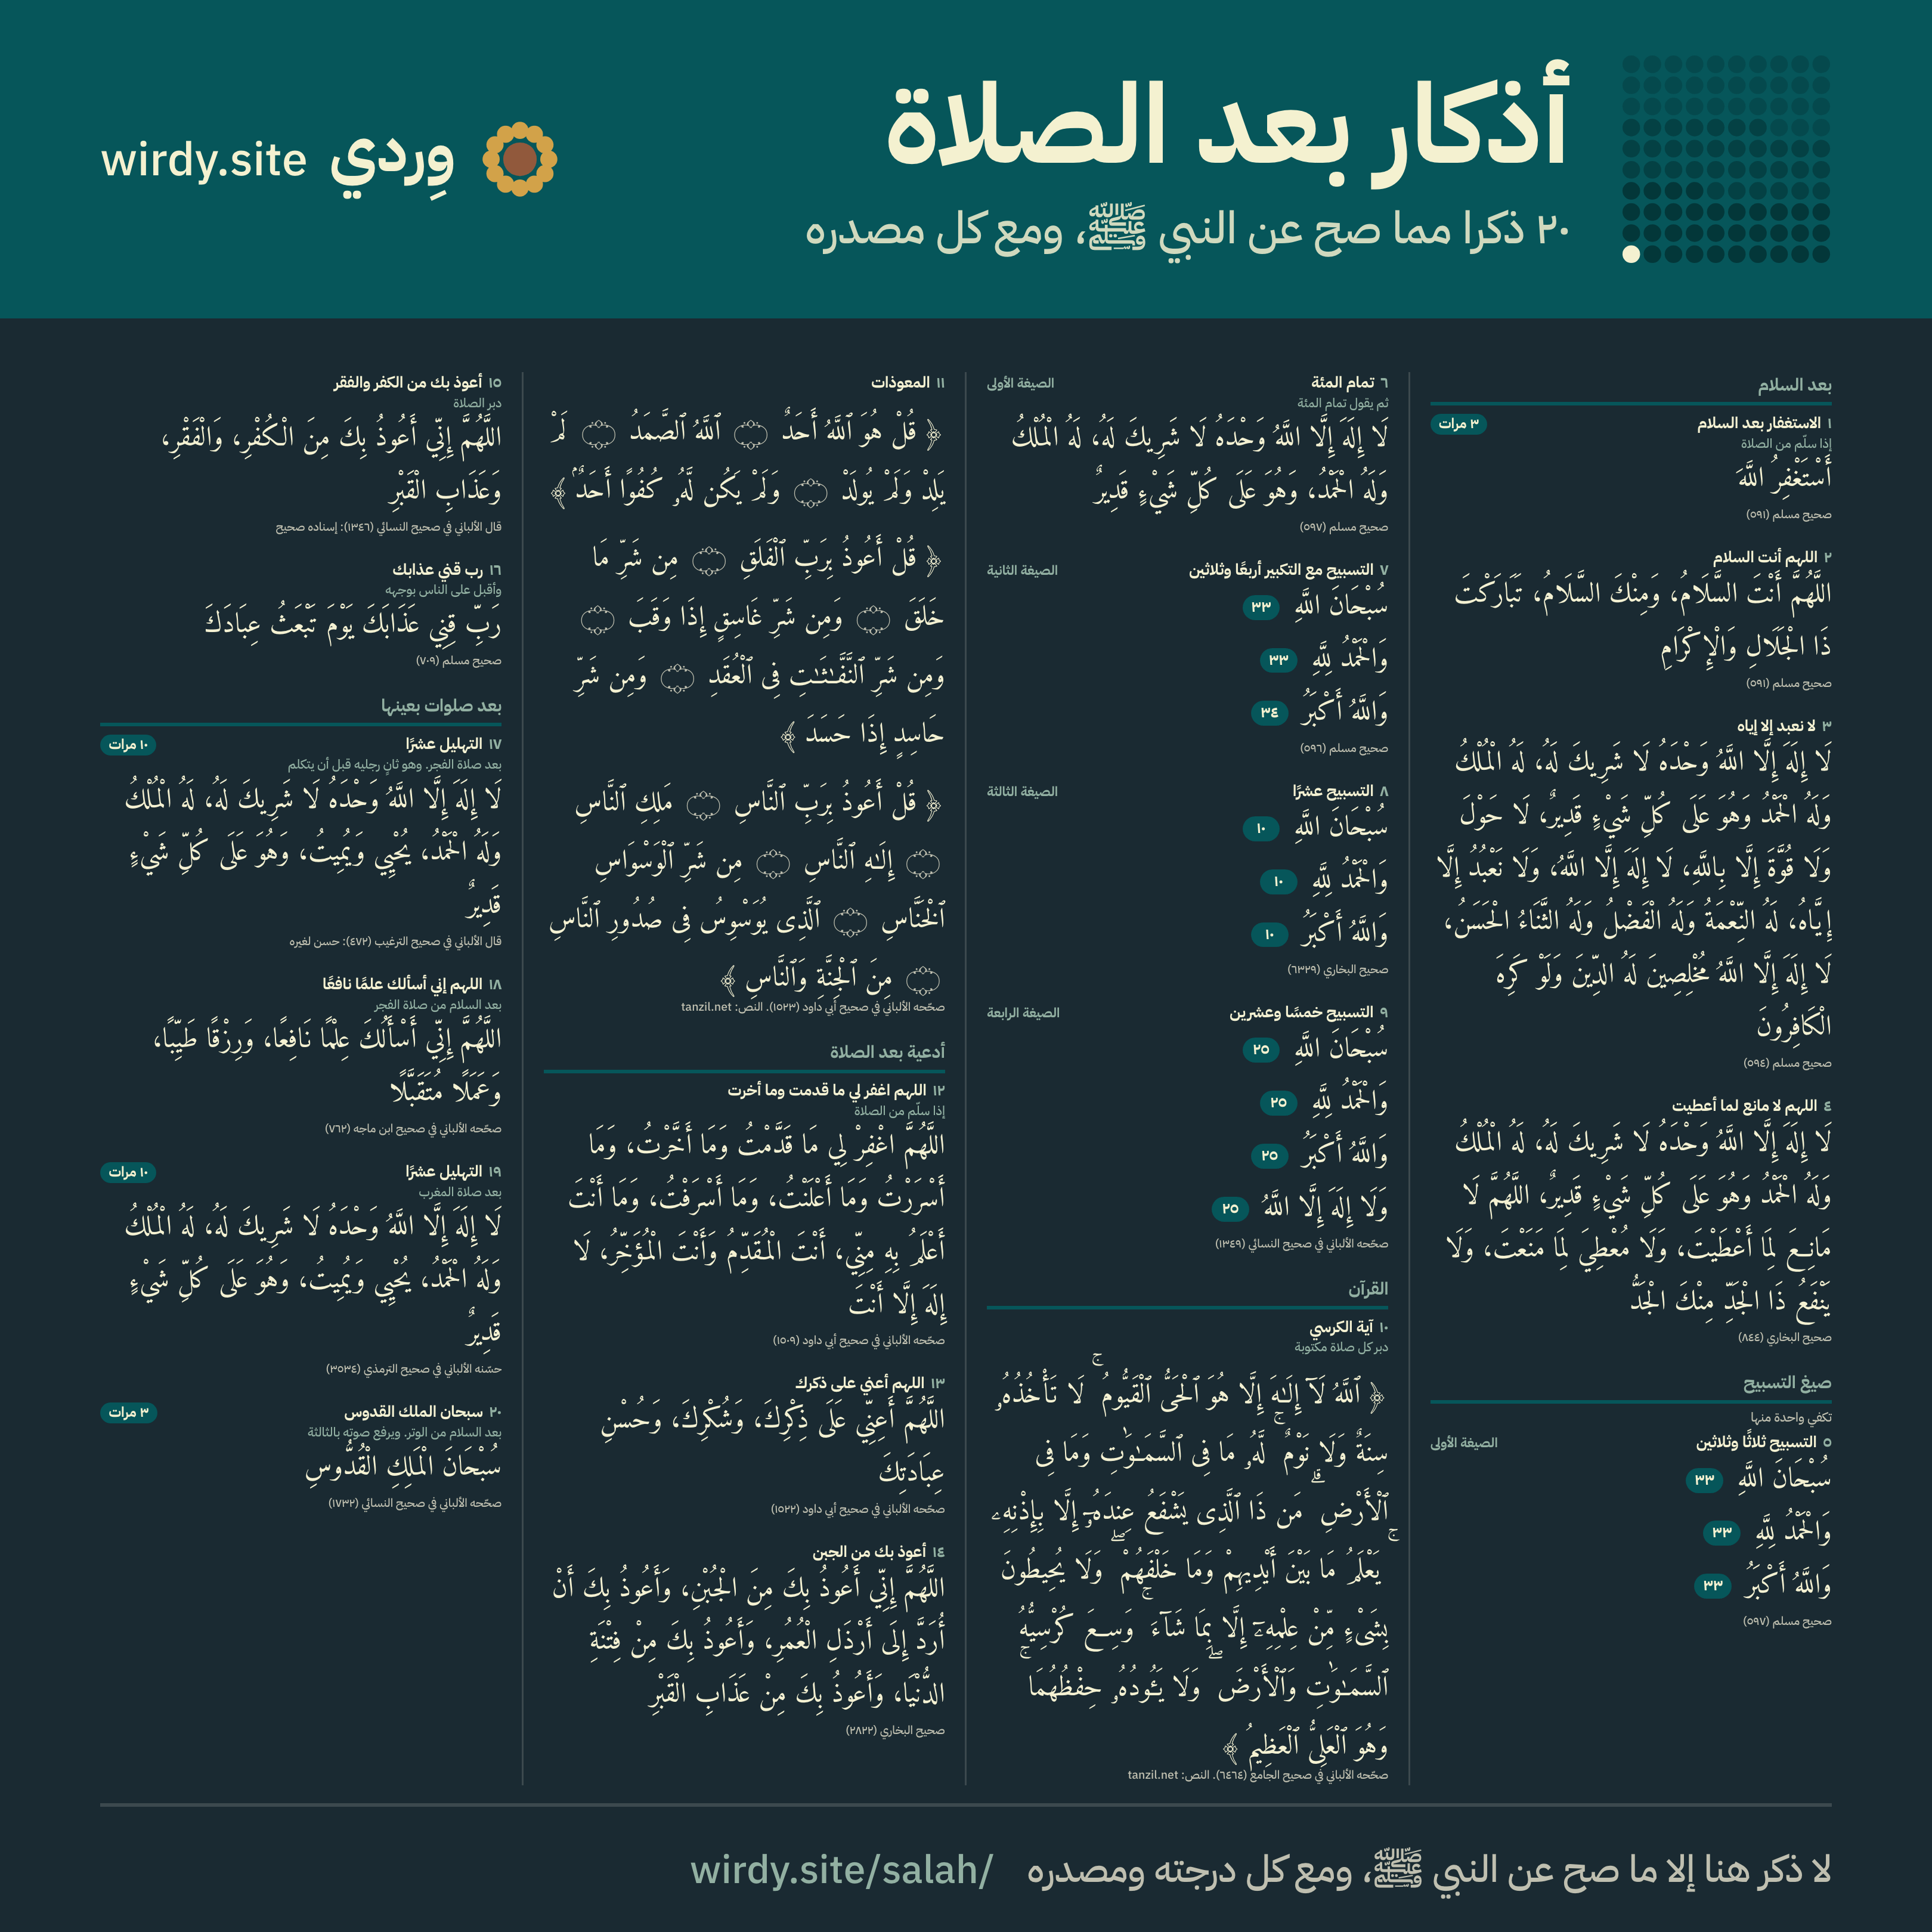 أذكار بعد الصلاة
٢٠ ذكرا مما صح عن النبي ﷺ، ومع كل مصدره
وِردي wirdy.site
بعد السلام
١ الاستغفار بعد السلام ٣ مرات
إذا سلّم من الصلاة
أَسْتَغْفِرُ اللَّهَ
صحيح مسلم (٥٩١)
٢ اللهم أنت السلام
اللَّهُمَّ أَنْتَ السَّلَامُ، وَمِنْكَ السَّلَامُ، تَبَارَكْتَ
ذَا الْجَلَالِ وَالْإِكْرَامِ
صحيح مسلم (٥٩١)
٣ لا نعبد إلا إياه
لَا إِلَهَ إِلَّا اللَّهُ وَحْدَهُ لَا شَرِيكَ لَهُ، لَهُ الْمُلْكُ
وَلَهُ الْحَمْدُ وَهُوَ عَلَى كُلِّ شَيْءٍ قَدِيرٌ، لَا حَوْلَ
وَلَا قُوَّةَ إِلَّا بِاللَّهِ، لَا إِلَهَ إِلَّا اللَّهُ، وَلَا نَعْبُدُ إِلَّا
إِيَّاهُ، لَهُ النِّعْمَةُ وَلَهُ الْفَضْلُ وَلَهُ الثَّنَاءُ الْحَسَنُ،
لَا إِلَهَ إِلَّا اللَّهُ مُخْلِصِينَ لَهُ الدِّينَ وَلَوْ كَرِهَ
الْكَافِرُونَ
صحيح مسلم (٥٩٤)
٤ اللهم لا مانع لما أعطيت
لَا إِلَهَ إِلَّا اللَّهُ وَحْدَهُ لَا شَرِيكَ لَهُ، لَهُ الْمُلْكُ
وَلَهُ الْحَمْدُ وَهُوَ عَلَى كُلِّ شَيْءٍ قَدِيرٌ، اللَّهُمَّ لَا
مَانِعَ لِمَا أَعْطَيْتَ، وَلَا مُعْطِيَ لِمَا مَنَعْتَ، وَلَا
يَنْفَعُ ذَا الْجَدِّ مِنْكَ الْجَدُّ
صحيح البخاري (٨٤٤)
صيغ التسبيح
تكفي واحدة منها
٥ التسبيح ثلاثًا وثلاثين الصيغة الأولى
سُبْحَانَ اللَّهِ ٣٣
وَالْحَمْدُ لِلَّهِ ٣٣
وَاللَّهُ أَكْبَرُ ٣٣
صحيح مسلم (٥٩٧)
٦ تمام المئة الصيغة الأولى
ثم يقول تمام المئة
لَا إِلَهَ إِلَّا اللَّهُ وَحْدَهُ لَا شَرِيكَ لَهُ، لَهُ الْمُلْكُ
وَلَهُ الْحَمْدُ، وَهُوَ عَلَى كُلِّ شَيْءٍ قَدِيرٌ
صحيح مسلم (٥٩٧)
٧ التسبيح مع التكبير أربعًا وثلاثين الصيغة الثانية
سُبْحَانَ اللَّهِ ٣٣
وَالْحَمْدُ لِلَّهِ ٣٣
وَاللَّهُ أَكْبَرُ ٣٤
صحيح مسلم (٥٩٦)
٨ التسبيح عشرًا الصيغة الثالثة
سُبْحَانَ اللَّهِ ١٠
وَالْحَمْدُ لِلَّهِ ١٠
وَاللَّهُ أَكْبَرُ ١٠
صحيح البخاري (٦٣٢٩)
٩ التسبيح خمسًا وعشرين الصيغة الرابعة
سُبْحَانَ اللَّهِ ٢٥
وَالْحَمْدُ لِلَّهِ ٢٥
وَاللَّهُ أَكْبَرُ ٢٥
وَلَا إِلَهَ إِلَّا اللَّهُ ٢٥
صحّحه الألباني في صحيح النسائي (١٣٤٩)
القرآن
١٠ آية الكرسي
دبر كل صلاة مكتوبة
﴿ ٱللَّهُ لَآ إِلَـٰهَ إِلَّا هُوَ ٱلْحَىُّ ٱلْقَيُّومُ ۚ لَا تَأْخُذُهُۥ
سِنَةٌ وَلَا نَوْمٌ ۚ لَّهُۥ مَا فِى ٱلسَّمَـٰوَٰتِ وَمَا فِى
ٱلْأَرْضِ ۗ مَن ذَا ٱلَّذِى يَشْفَعُ عِندَهُۥٓ إِلَّا بِإِذْنِهِۦ
ۚ يَعْلَمُ مَا بَيْنَ أَيْدِيهِمْ وَمَا خَلْفَهُمْ ۖ وَلَا يُحِيطُونَ
بِشَىْءٍ مِّنْ عِلْمِهِۦٓ إِلَّا بِمَا شَآءَ ۚ وَسِعَ كُرْسِيُّهُ
ٱلسَّمَـٰوَٰتِ وَٱلْأَرْضَ ۖ وَلَا يَـُٔودُهُۥ حِفْظُهُمَا ۚ
وَهُوَ ٱلْعَلِىُّ ٱلْعَظِيمُ ﴾
صحّحه الألباني في صحيح الجامع (٦٤٦٤). النص: tanzil.net
١١ المعوذات
﴿ قُلْ هُوَ ٱللَّهُ أَحَدٌ ۝ ٱللَّهُ ٱلصَّمَدُ ۝ لَمْ
يَلِدْ وَلَمْ يُولَدْ ۝ وَلَمْ يَكُن لَّهُۥ كُفُوًا أَحَدٌۢ ﴾
﴿ قُلْ أَعُوذُ بِرَبِّ ٱلْفَلَقِ ۝ مِن شَرِّ مَا
خَلَقَ ۝ وَمِن شَرِّ غَاسِقٍ إِذَا وَقَبَ ۝
وَمِن شَرِّ ٱلنَّفَّـٰثَـٰتِ فِى ٱلْعُقَدِ ۝ وَمِن شَرِّ
حَاسِدٍ إِذَا حَسَدَ ﴾
﴿ قُلْ أَعُوذُ بِرَبِّ ٱلنَّاسِ ۝ مَلِكِ ٱلنَّاسِ
۝ إِلَـٰهِ ٱلنَّاسِ ۝ مِن شَرِّ ٱلْوَسْوَاسِ
ٱلْخَنَّاسِ ۝ ٱلَّذِى يُوَسْوِسُ فِى صُدُورِ ٱلنَّاسِ
۝ مِنَ ٱلْجِنَّةِ وَٱلنَّاسِ ﴾
صحّحه الألباني في صحيح أبي داود (١٥٢٣). النص: tanzil.net
أدعية بعد الصلاة
١٢ اللهم اغفر لي ما قدمت وما أخرت
إذا سلّم من الصلاة
اللَّهُمَّ اغْفِرْ لِي مَا قَدَّمْتُ وَمَا أَخَّرْتُ، وَمَا
أَسْرَرْتُ وَمَا أَعْلَنْتُ، وَمَا أَسْرَفْتُ، وَمَا أَنْتَ
أَعْلَمُ بِهِ مِنِّي، أَنْتَ الْمُقَدِّمُ وَأَنْتَ الْمُؤَخِّرُ، لَا
إِلَهَ إِلَّا أَنْتَ
صحّحه الألباني في صحيح أبي داود (١٥٠٩)
١٣ اللهم أعني على ذكرك
اللَّهُمَّ أَعِنِّي عَلَى ذِكْرِكَ، وَشُكْرِكَ، وَحُسْنِ
عِبَادَتِكَ
صحّحه الألباني في صحيح أبي داود (١٥٢٢)
١٤ أعوذ بك من الجبن
اللَّهُمَّ إِنِّي أَعُوذُ بِكَ مِنَ الْجُبْنِ، وَأَعُوذُ بِكَ أَنْ
أُرَدَّ إِلَى أَرْذَلِ الْعُمُرِ، وَأَعُوذُ بِكَ مِنْ فِتْنَةِ
الدُّنْيَا، وَأَعُوذُ بِكَ مِنْ عَذَابِ الْقَبْرِ
صحيح البخاري (٢٨٢٢)
١٥ أعوذ بك من الكفر والفقر
دبر الصلاة
اللَّهُمَّ إِنِّي أَعُوذُ بِكَ مِنَ الْكُفْرِ، وَالْفَقْرِ،
وَعَذَابِ الْقَبْرِ
قال الألباني في صحيح النسائي (١٣٤٦): إسناده صحيح
١٦ رب قني عذابك
وأقبل على الناس بوجهه
رَبِّ قِنِي عَذَابَكَ يَوْمَ تَبْعَثُ عِبَادَكَ
صحيح مسلم (٧٠٩)
بعد صلوات بعينها
١٧ التهليل عشرًا ١٠ مرات
بعد صلاة الفجر. وهو ثانٍ رجليه قبل أن يتكلم
لَا إِلَهَ إِلَّا اللَّهُ وَحْدَهُ لَا شَرِيكَ لَهُ، لَهُ الْمُلْكُ
وَلَهُ الْحَمْدُ، يُحْيِي وَيُمِيتُ، وَهُوَ عَلَى كُلِّ شَيْءٍ
قَدِيرٌ
قال الألباني في صحيح الترغيب (٤٧٢): حسن لغيره
١٨ اللهم إني أسألك علمًا نافعًا
بعد السلام من صلاة الفجر
اللَّهُمَّ إِنِّي أَسْأَلُكَ عِلْمًا نَافِعًا، وَرِزْقًا طَيِّبًا،
وَعَمَلًا مُتَقَبَّلًا
صحّحه الألباني في صحيح ابن ماجه (٧٦٢)
١٩ التهليل عشرًا ١٠ مرات
بعد صلاة المغرب
لَا إِلَهَ إِلَّا اللَّهُ وَحْدَهُ لَا شَرِيكَ لَهُ، لَهُ الْمُلْكُ
وَلَهُ الْحَمْدُ، يُحْيِي وَيُمِيتُ، وَهُوَ عَلَى كُلِّ شَيْءٍ
قَدِيرٌ
حسّنه الألباني في صحيح الترمذي (٣٥٣٤)
٢٠ سبحان الملك القدوس ٣ مرات
بعد السلام من الوتر. ويرفع صوته بالثالثة
سُبْحَانَ الْمَلِكِ الْقُدُّوسِ
صحّحه الألباني في صحيح النسائي (١٧٣٢)
لا ذكر هنا إلا ما صح عن النبي ﷺ، ومع كل درجته ومصدره wirdy.site/salah/